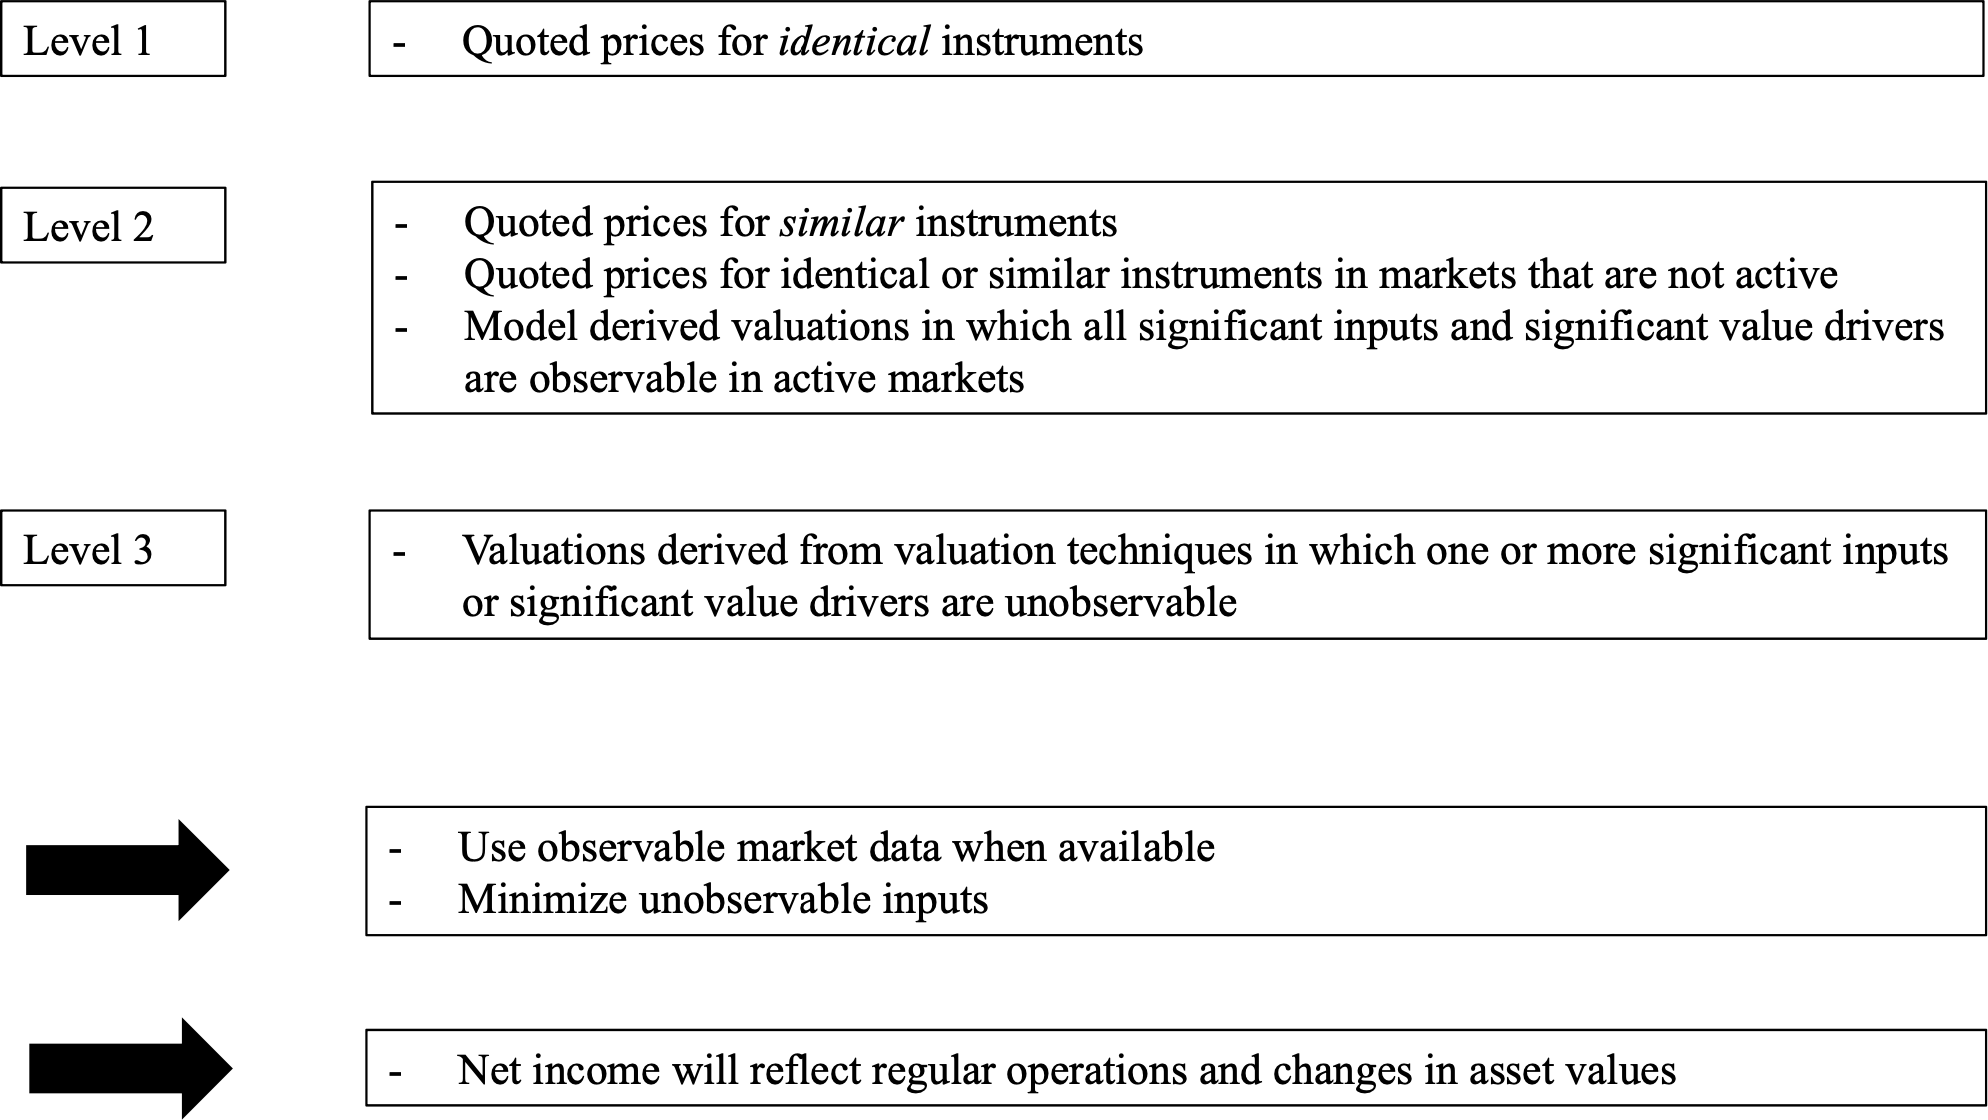 Level 1
- Quoted prices for identical instruments
Level 2
- Quoted prices for similar instruments
- Quoted prices for identical or similar instruments in markets that are not active
- Model derived valuations in which all significant inputs and significant value drivers
are observable in active markets
Level 3
- Valuations derived from valuation techniques in which one or more significant inputs
or significant value drivers are unobservable
- Use observable market data when available
- Minimize unobservable inputs
- Net income will reflect regular operations and changes in asset values